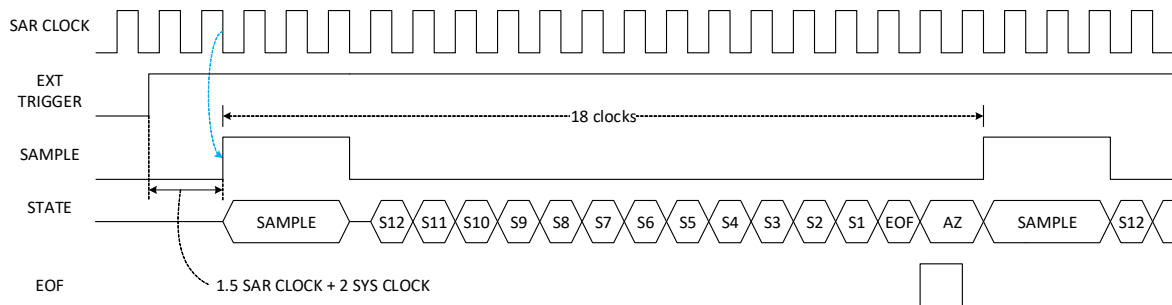 SAR CLOCK
EXT
TRIGGER
18 clocks
SAMPLE
STATE
SAMPLE S12 S11 S10 S9 S8 S7 S6 S5 S4 S3 S2 S1 EOF AZ SAMPLE S12
1.5 SAR CLOCK + 2 SYS CLOCK
EOF